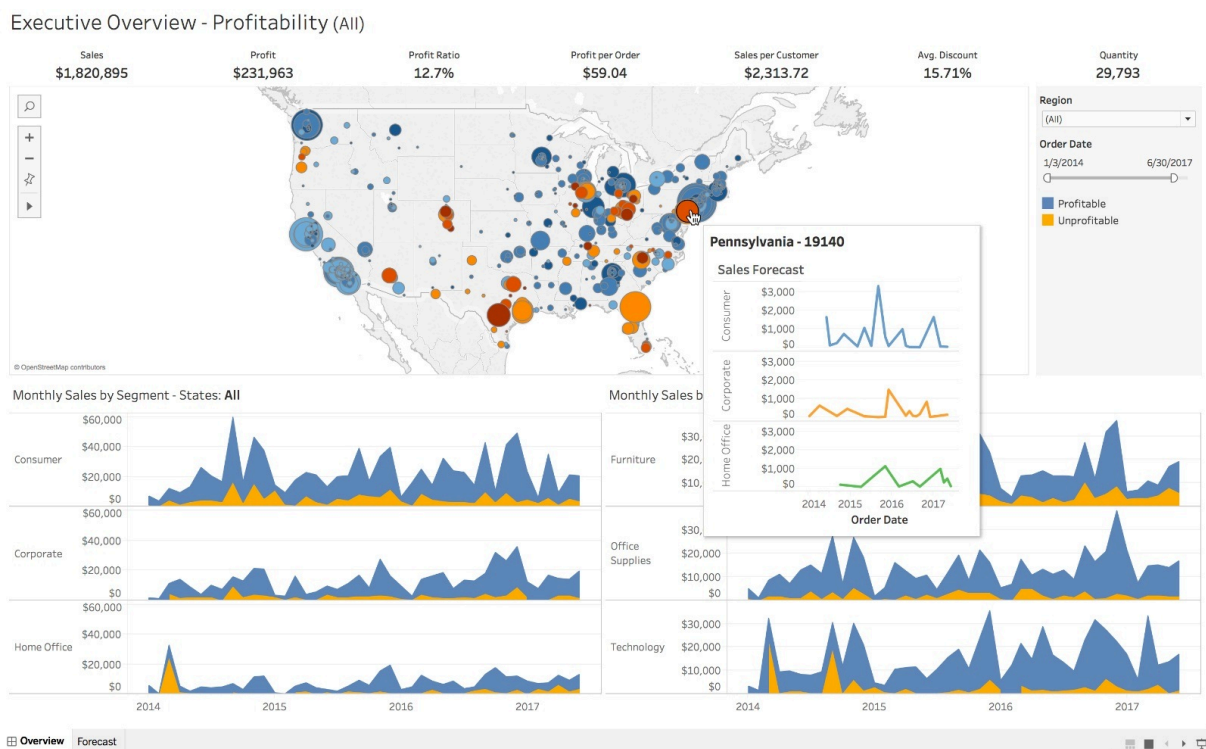 Executive Overview - Profitability (All)
Sales Profit Profit Ratio Profit per Order Sales per Customer Avg. Discount Quantity
$1,820,895 $231,963 12.7% $59.04 $2,313.72 15.71% 29,793
Region
(All)
Order Date
1/3/2014 6/30/2017
Profitable
Unprofitable
© OpenStreetMap contributors
Pennsylvania - 19140
Sales Forecast
Consumer
$3,000
$2,000
$1,000
$0
Corporate
$3,000
$2,000
$1,000
$0
Home Office
$3,000
$2,000
$1,000
$0
2014 2015 2016 2017
Order Date
Monthly Sales by Segment - States: All
Consumer
$60,000
$40,000
$20,000
$0
Corporate
$60,000
$40,000
$20,000
$0
Home Office
$60,000
$40,000
$20,000
$0
2014 2015 2016 2017
Monthly Sales b
Furniture
$30,
$20,
$10,
Office
Supplies
$30,
$20,000
$10,000
$0
Technology
$30,000
$20,000
$10,000
$0
2014 2015 2016 2017
Overview Forecast